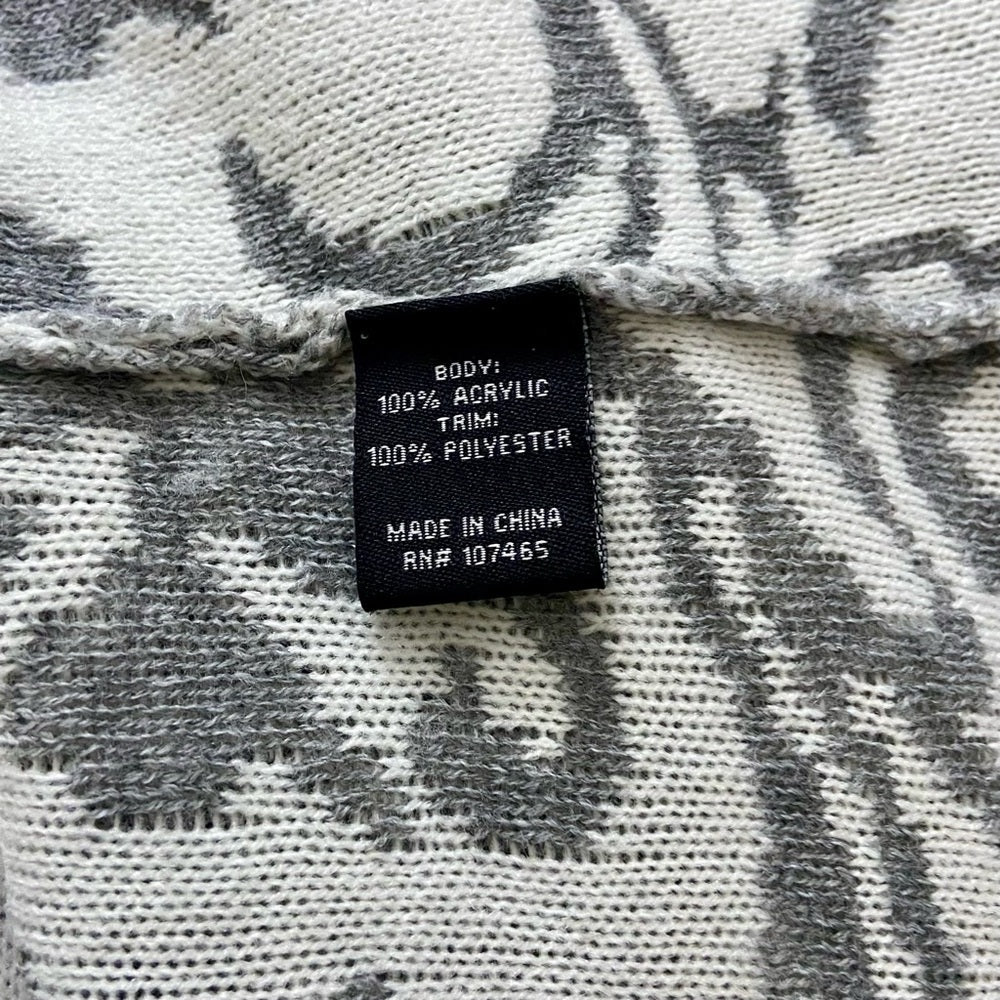 BODY:
100% ACRYLIC
TRIM:
100% POLYESTER
MADE IN CHINA
RN# 107465